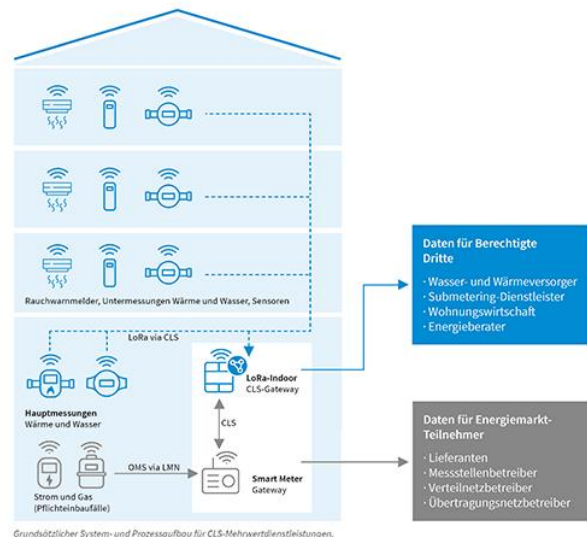 Rauchwarnmelder, Untermessungen Wärme und Wasser, Sensoren
LoRa via CLS
Hauptmessungen
Wärme und Wasser
LoRa-Indoor
CLS-Gateway
CLS
OMS via LMN
Strom und Gas
(Pflichteinbaufälle)
Smart Meter
Gateway
Daten für Berechtigte
Dritte
· Wasser- und Wärmeversorger
· Submetering-Dienstleister
· Wohnungswirtschaft
· Energieberater
Daten für Energiemarkt-
Teilnehmer
· Lieferanten
· Messstellenbetreiber
· Verteilnetzbetreiber
· Übertragungsnetzbetreiber
Grundsätzlicher System- und Prozessaufbau für CLS-Mehrwertdienstleistungen.